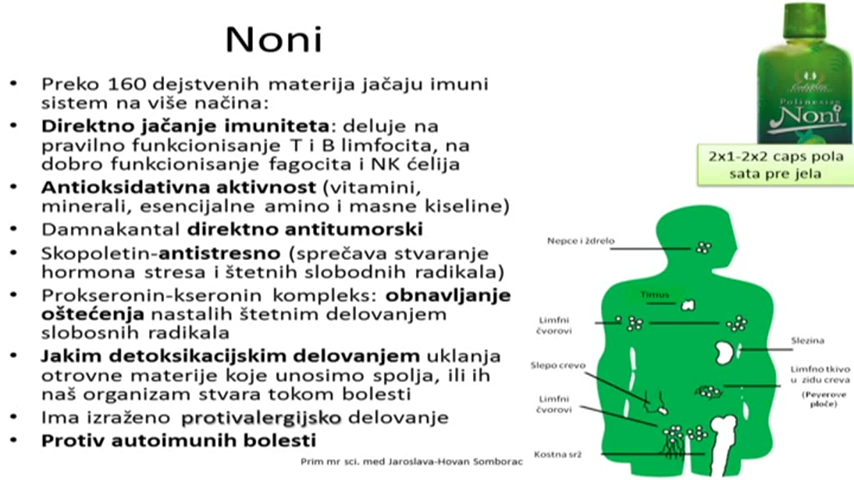 Noni
• Preko 160 dejstvenih materija jačaju imuni
sistem na više načina:
• Direktno jačanje imuniteta: deluje na
pravilno funkcionisanje T i B limfocita, na
dobro funkcionisanje fagocita i NK ćelija
• Antioksidativna aktivnost (vitamini,
minerali, esencijalne amino i masne kiseline)
• Damnakantal direktno antitumorski
• Skopoletin-antistresno (sprečava stvaranje
hormona stresa i štetnih slobodnih radikala)
• Prokseronin-kseronin kompleks: obnavljanje
oštećenja nastalih štetnim delovanjem
slobosnih radikala
• Jakim detoksikacijskim delovanjem uklanja
otrovne materije koje unosimo spolja, ili ih
naš organizam stvara tokom bolesti
• Ima izraženo protivalergijsko delovanje
• Protiv autoimunih bolesti
Prim mr sci. med Jaroslava-Hovan Somborac
Polinesian
Noni
2x1-2x2 caps pola
sata pre jela
Nepce i ždrelo
Timus
Limfni
čvorovi
Slezina
Slepo crevo
Limfno tkivo
u zidu creva
(Peyerove
ploče)
Limfni
čvorovi
Kostna srž